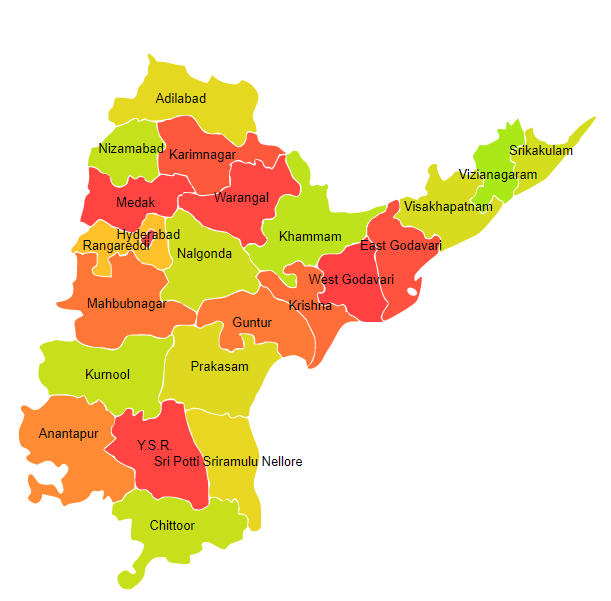 Adilabad
Nizamabad
Karimnagar
Srikakulam
Vizianagaram
Medak
Warangal
Visakhapatnam
Hyderabad
Khammam
Rangareddi
East Godavari
Nalgonda
West Godavari
Mahbubnagar
Krishna
Guntur
Prakasam
Kurnool
Anantapur
Y.S.R.
Sri Potti Sriramulu Nellore
Chittoor